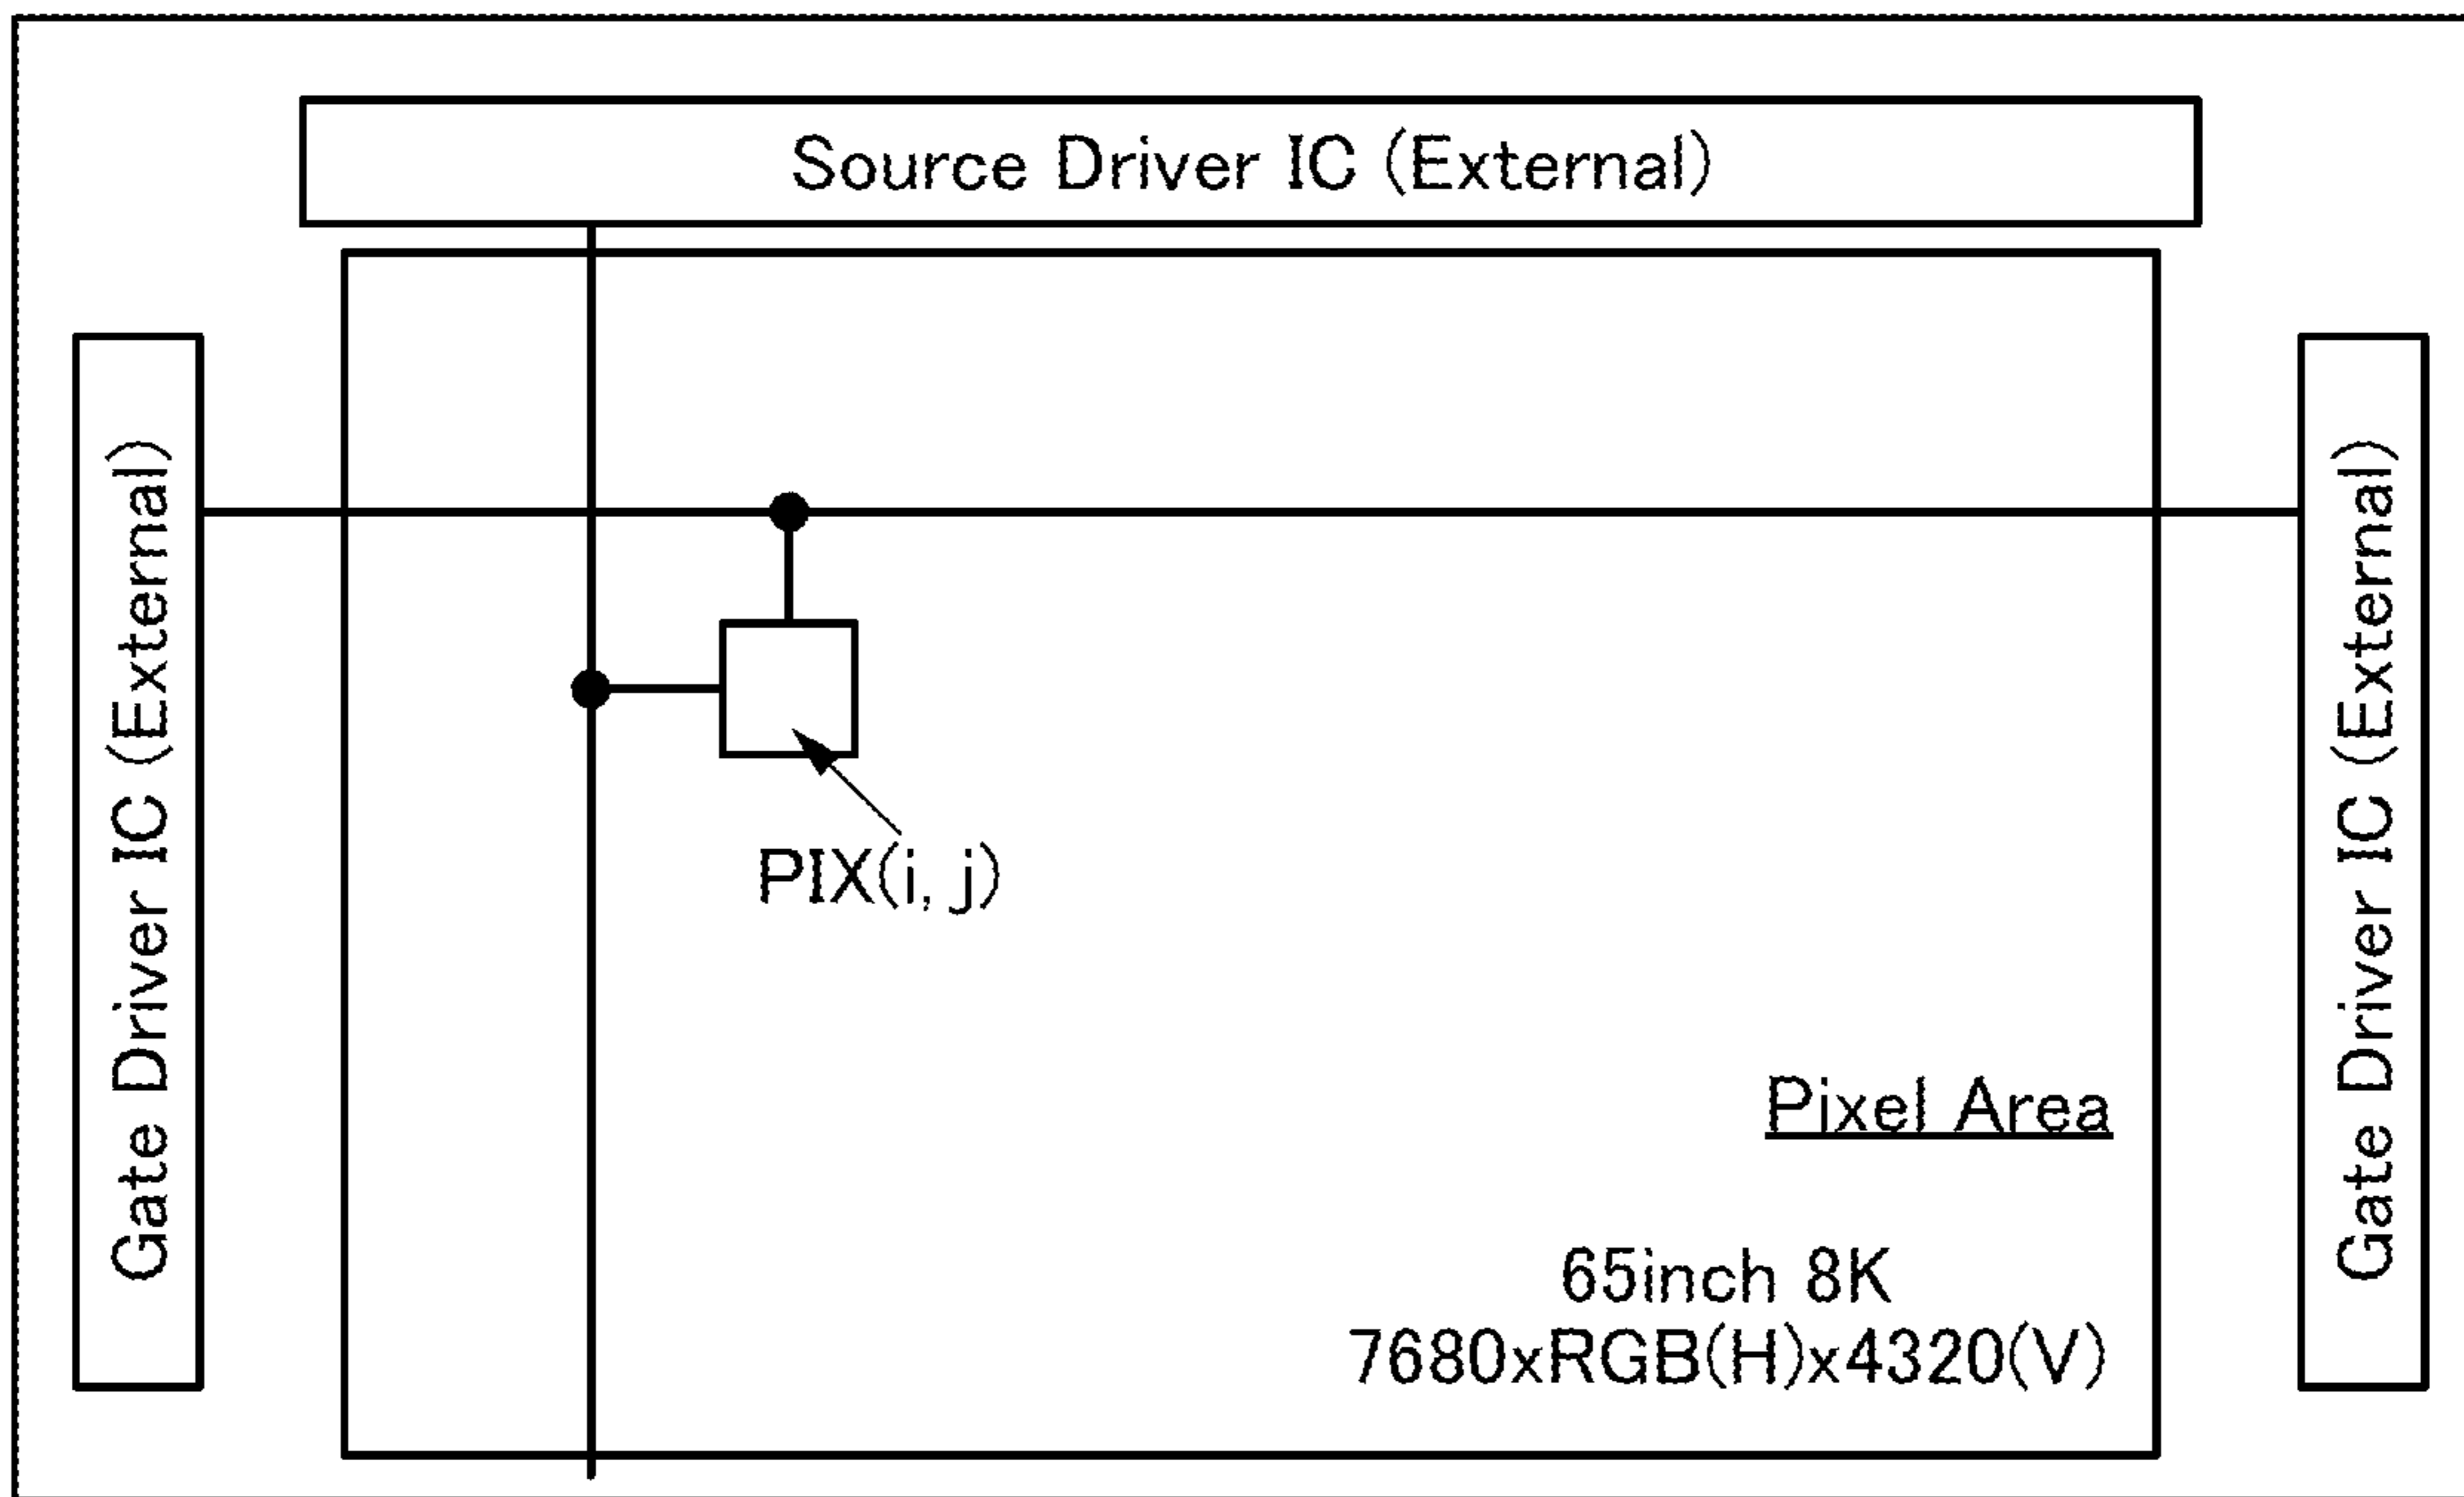 Source Driver IC (External)
Gate Driver IC (External)
Gate Driver IC (External)
PIX(i, j)
Pixel Area
65inch 8K
7680xRGB(H)x4320(V)